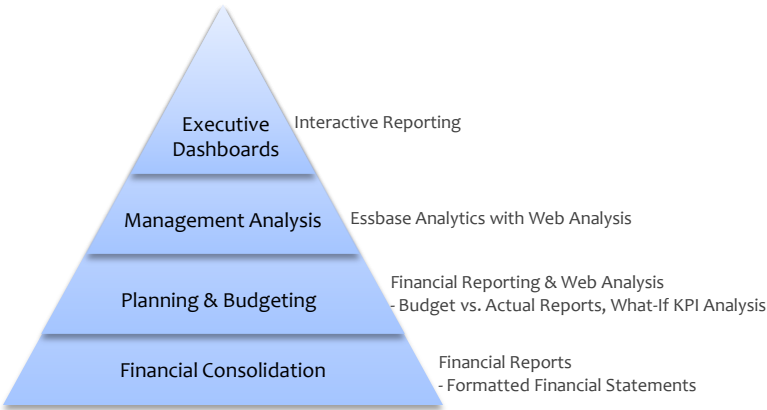 Executive
Dashboards
Interactive Reporting
Management Analysis
Essbase Analytics with Web Analysis
Planning & Budgeting
Financial Reporting & Web Analysis
- Budget vs. Actual Reports, What-If KPI Analysis
Financial Consolidation
Financial Reports
- Formatted Financial Statements